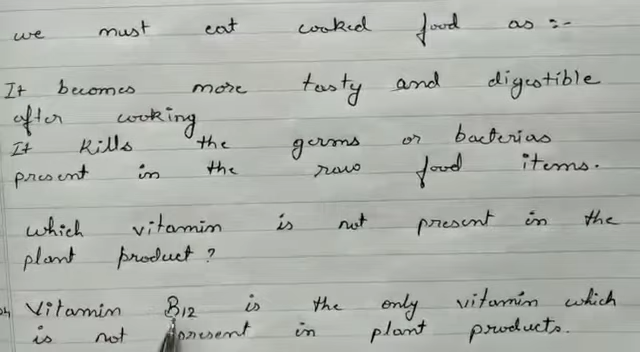 we must eat cooked food as :-
It becomes more tasty and digestible
after cooking
It kills the germs or bacterias
present in the raw food items.
which vitamin is not present in the
plant product?
Vitamin B12 is the only vitamin which
is not present in plant products.